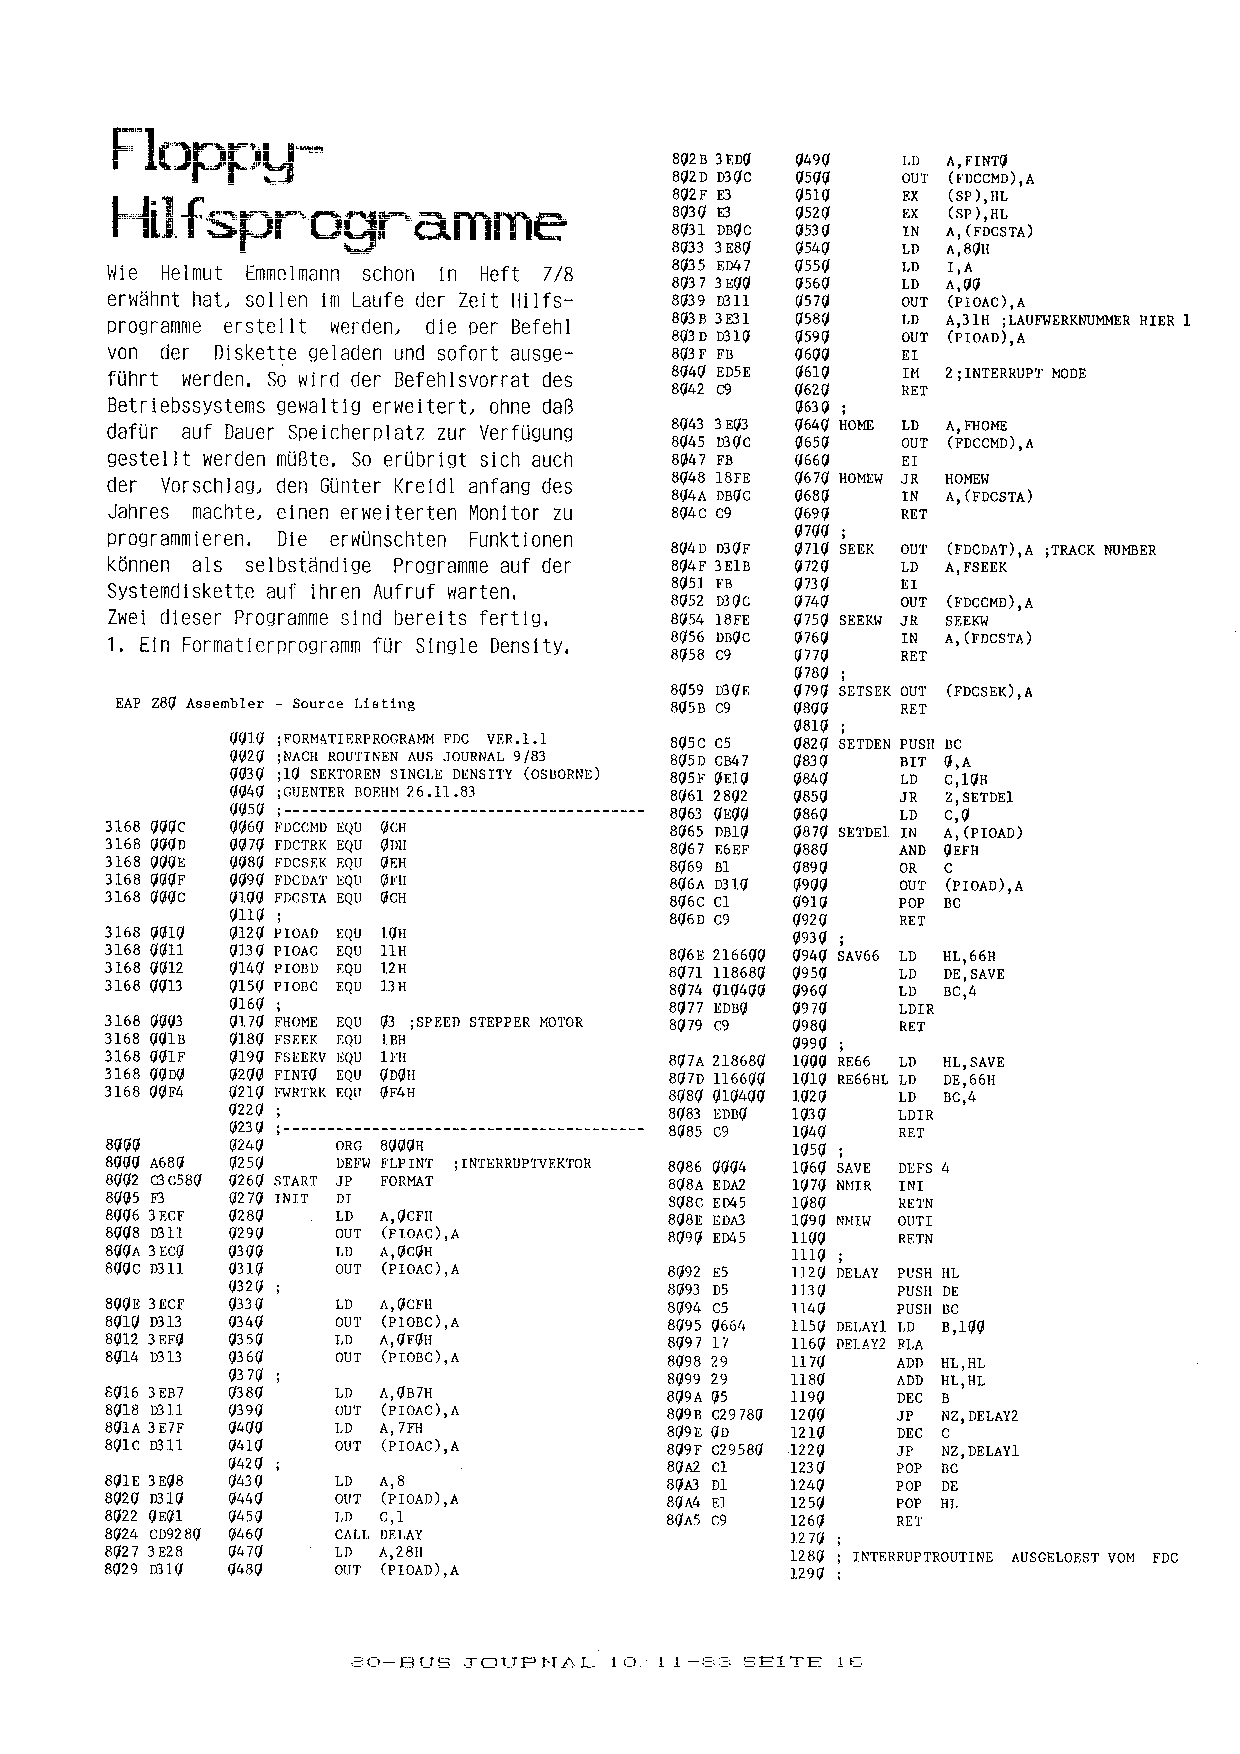 Floppy-
Hilfsprogramme
Wie Helmut Emmelmann schon in Heft 7/8
erwähnt hat, sollen im Laufe der Zeit Hilfs-
programme erstellt werden, die per Befehl
von der Diskette geladen und sofort ausge-
führt werden. So wird der Befehlsvorrat des
Betriebssystems gewaltig erweitert, ohne daß
dafür auf Dauer Speicherplatz zur Verfügung
gestellt werden müßte. So erübrigt sich auch
der Vorschlag, den Günter Kreidl anfang des
Jahres machte, einen erweiterten Monitor zu
programmieren. Die erwünschten Funktionen
können als selbständige Programme auf der
Systemdiskette auf ihren Aufruf warten.
Zwei dieser Programme sind bereits fertig.
1. Ein Formatierprogramm für Single Density.
EAP Z80 Assembler - Source Listing
0010 ;FORMATIERPROGRAMM FDC VER.1.1
0020 ;NACH ROUTINEN AUS JOURNAL 9/83
0030 ;10 SEKTOREN SINGLE DENSITY (OSBORNE)
0040 ;GUENTER BOEHM 26.11.83
0050 ;-----------------------------------------
3168 000C 0060 FDCCMD EQU 0CH
3168 000D 0070 FDCTRK EQU 0DH
3168 000E 0080 FDCSEK EQU 0EH
3168 000F 0090 FDCDAT EQU 0FH
3168 000C 0100 FDCSTA EQU 0CH
0110 ;
3168 0010 0120 PIOAD EQU 10H
3168 0011 0130 PIOAC EQU 11H
3168 0012 0140 PIOBD EQU 12H
3168 0013 0150 PIOBC EQU 13H
0160 ;
3168 0003 0170 FHOME EQU 03 ;SPEED STEPPER MOTOR
3168 001B 0180 FSEEK EQU 1BH
3168 001F 0190 FSEEKV EQU 1FH
3168 00D0 0200 FINT0 EQU 0D0H
3168 00F4 0210 FWRTRK EQU 0F4H
0220 ;
0230 ;-----------------------------------------
8000 0240 ORG 8000H
8000 A680 0250 DEFW FLPINT ;INTERRUPTVEKTOR
8002 C3C580 0260 START JP FORMAT
8005 F3 0270 INIT DI
8006 3ECF 0280 LD A,0CFH
8008 D311 0290 OUT (PIOAC),A
800A 3EC0 0300 LD A,0C0H
800C D311 0310 OUT (PIOAC),A
0320 ;
800E 3ECF 0330 LD A,0CFH
8010 D313 0340 OUT (PIOBC),A
8012 3EF0 0350 LD A,0F0H
8014 D313 0360 OUT (PIOBC),A
0370 ;
8016 3EB7 0380 LD A,0B7H
8018 D311 0390 OUT (PIOAC),A
801A 3E7F 0400 LD A,7FH
801C D311 0410 OUT (PIOAC),A
0420 ;
801E 3E08 0430 LD A,8
8020 D310 0440 OUT (PIOAD),A
8022 0E01 0450 LD C,1
8024 CD9280 0460 CALL DELAY
8027 3E28 0470 LD A,28H
8029 D310 0480 OUT (PIOAD),A
802B 3ED0 0490 LD A,FINT0
802D D30C 0500 OUT (FDCCMD),A
802F E3 0510 EX (SP),HL
8030 E3 0520 EX (SP),HL
8031 DB0C 0530 IN A,(FDCSTA)
8033 3E80 0540 LD A,80H
8035 ED47 0550 LD I,A
8037 3E00 0560 LD A,00
8039 D311 0570 OUT (PIOAC),A
803B 3E31 0580 LD A,31H ;LAUFWERKNUMMER HIER 1
803D D310 0590 OUT (PIOAD),A
803F FB 0600 EI
8040 ED5E 0610 IM 2;INTERRUPT MODE
8042 C9 0620 RET
0630 ;
8043 3E03 0640 HOME LD A,FHOME
8045 D30C 0650 OUT (FDCCMD),A
8047 FB 0660 EI
8048 18FE 0670 HOMEW JR HOMEW
804A DB0C 0680 IN A,(FDCSTA)
804C C9 0690 RET
0700 ;
804D D30F 0710 SEEK OUT (FDCDAT),A ;TRACK NUMBER
804F 3E1B 0720 LD A,FSEEK
8051 FB 0730 EI
8052 D30C 0740 OUT (FDCCMD),A
8054 18FE 0750 SEEKW JR SEEKW
8056 DB0C 0760 IN A,(FDCSTA)
8058 C9 0770 RET
0780 ;
8059 D30E 0790 SETSEK OUT (FDCSEK),A
805B C9 0800 RET
0810 ;
805C C5 0820 SETDEN PUSH BC
805D CB47 0830 BIT 0,A
805F 0E10 0840 LD C,10H
8061 2802 0850 JR Z,SETDE1
8063 0E00 0860 LD C,0
8065 DB10 0870 SETDE1 IN A,(PIOAD)
8067 E6EF 0880 AND 0EFH
8069 B1 0890 OR C
806A D310 0900 OUT (PIOAD),A
806C C1 0910 POP BC
806D C9 0920 RET
0930 ;
806E 216600 0940 SAV66 LD HL,66H
8071 118680 0950 LD DE,SAVE
8074 010400 0960 LD BC,4
8077 EDB0 0970 LDIR
8079 C9 0980 RET
0990 ;
807A 218680 1000 RE66 LD HL,SAVE
807D 116600 1010 RE66HL LD DE,66H
8080 010400 1020 LD BC,4
8083 EDB0 1030 LDIR
8085 C9 1040 RET
1050 ;
8086 0004 1060 SAVE DEFS 4
808A EDA2 1070 NMIR INI
808C ED45 1080 RETN
808E EDA3 1090 NMIW OUTI
8090 ED45 1100 RETN
1110 ;
8092 E5 1120 DELAY PUSH HL
8093 D5 1130 PUSH DE
8094 C5 1140 PUSH BC
8095 0664 1150 DELAY1 LD B,100
8097 17 1160 DELAY2 RLA
8098 29 1170 ADD HL,HL
8099 29 1180 ADD HL,HL
809A 05 1190 DEC B
809B C29780 1200 JP NZ,DELAY2
809E 0D 1210 DEC C
809F C29580 1220 JP NZ,DELAY1
80A2 C1 1230 POP BC
80A3 D1 1240 POP DE
80A4 E1 1250 POP HL
80A5 C9 1260 RET
1270 ;
1280 ; INTERRUPTROUTINE AUSGELOEST VOM FDC
1290 ;
80-BUS JOURNAL 10/11-83 SEITE 16